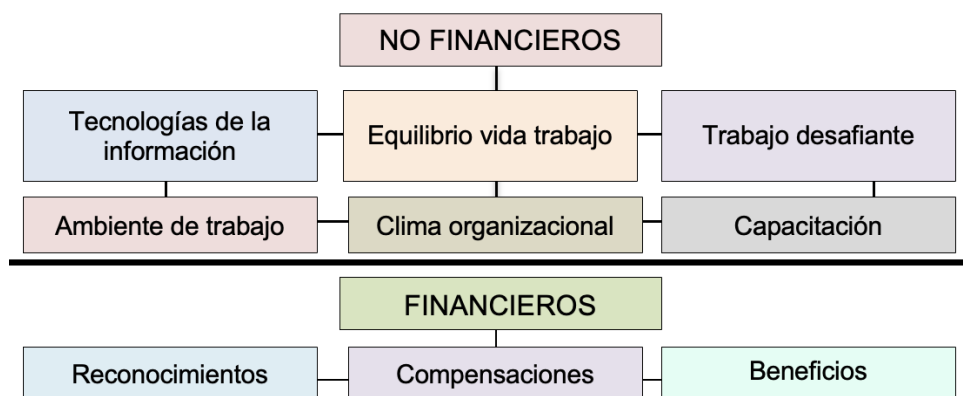 NO FINANCIEROS
Tecnologías de la
información
Equilibrio vida trabajo
Trabajo desafiante
Ambiente de trabajo
Clima organizacional
Capacitación
FINANCIEROS
Reconocimientos
Compensaciones
Beneficios